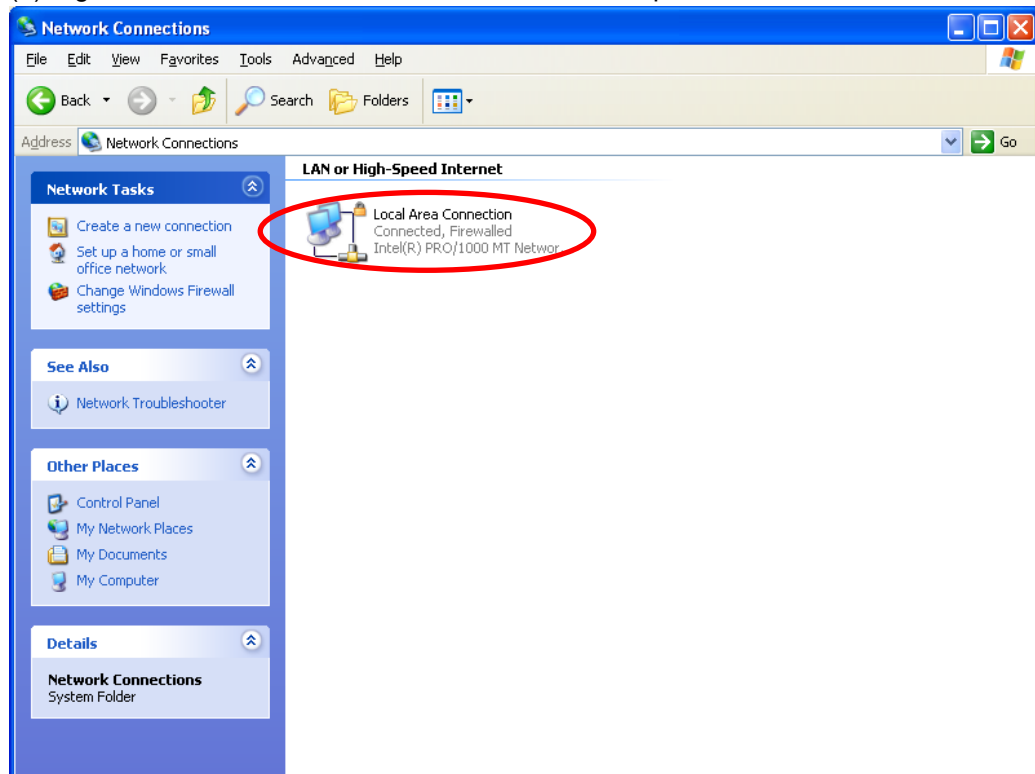 Network Connections
File Edit View Favorites Tools Advanced Help
Back Search Folders
Address Network Connections Go
LAN or High-Speed Internet
Network Tasks
Create a new connection
Set up a home or small
office network
Change Windows Firewall
settings
Local Area Connection
Connected, Firewalled
Intel(R) PRO/1000 MT Networ...
See Also
Network Troubleshooter
Other Places
Control Panel
My Network Places
My Documents
My Computer
Details
Network Connections
System Folder